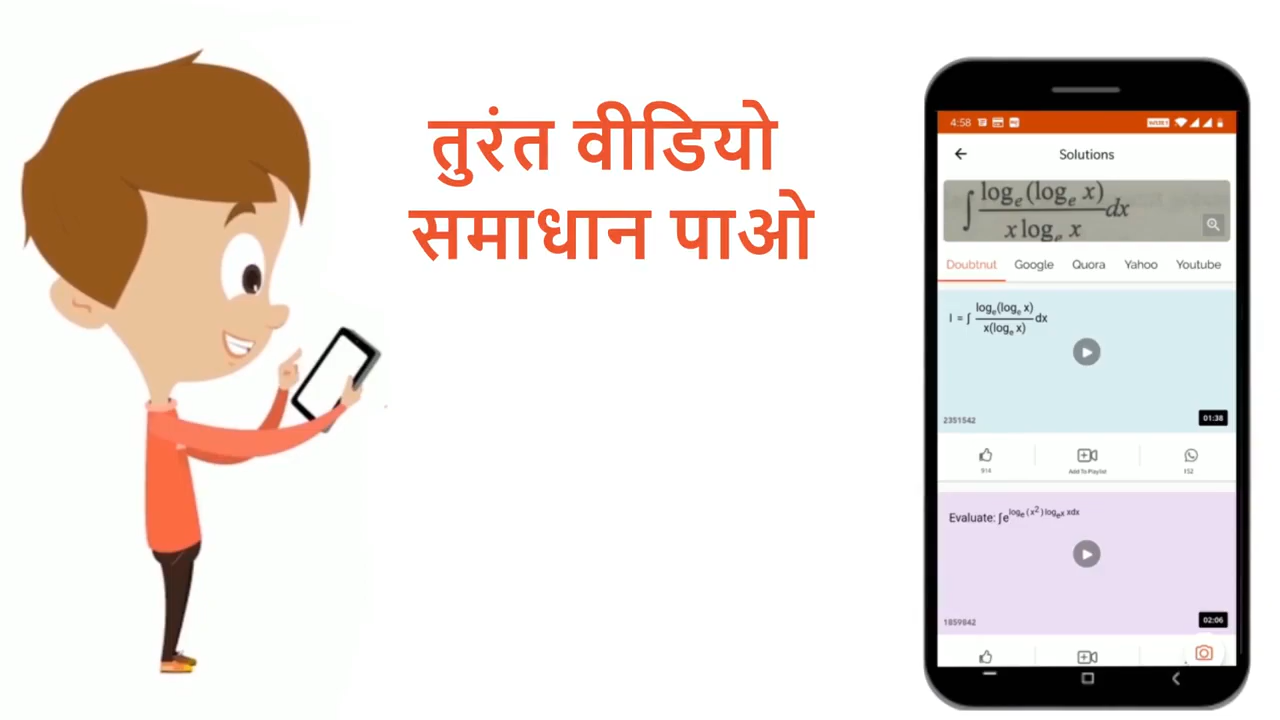 तुरंत वीडियो
समाधान पाओ
4:58
Solutions
∫ logₑ(logₑ x) / x logₑ x dx
Doubtnut Google Quora Yahoo Youtube
I = ∫ logₑ(logₑ x) / x(logₑ x) dx
2351542
01:38
914
Add To Playlist
152
Evaluate: ∫e^logₑ(x²) logₑx xdx
1859842
02:06